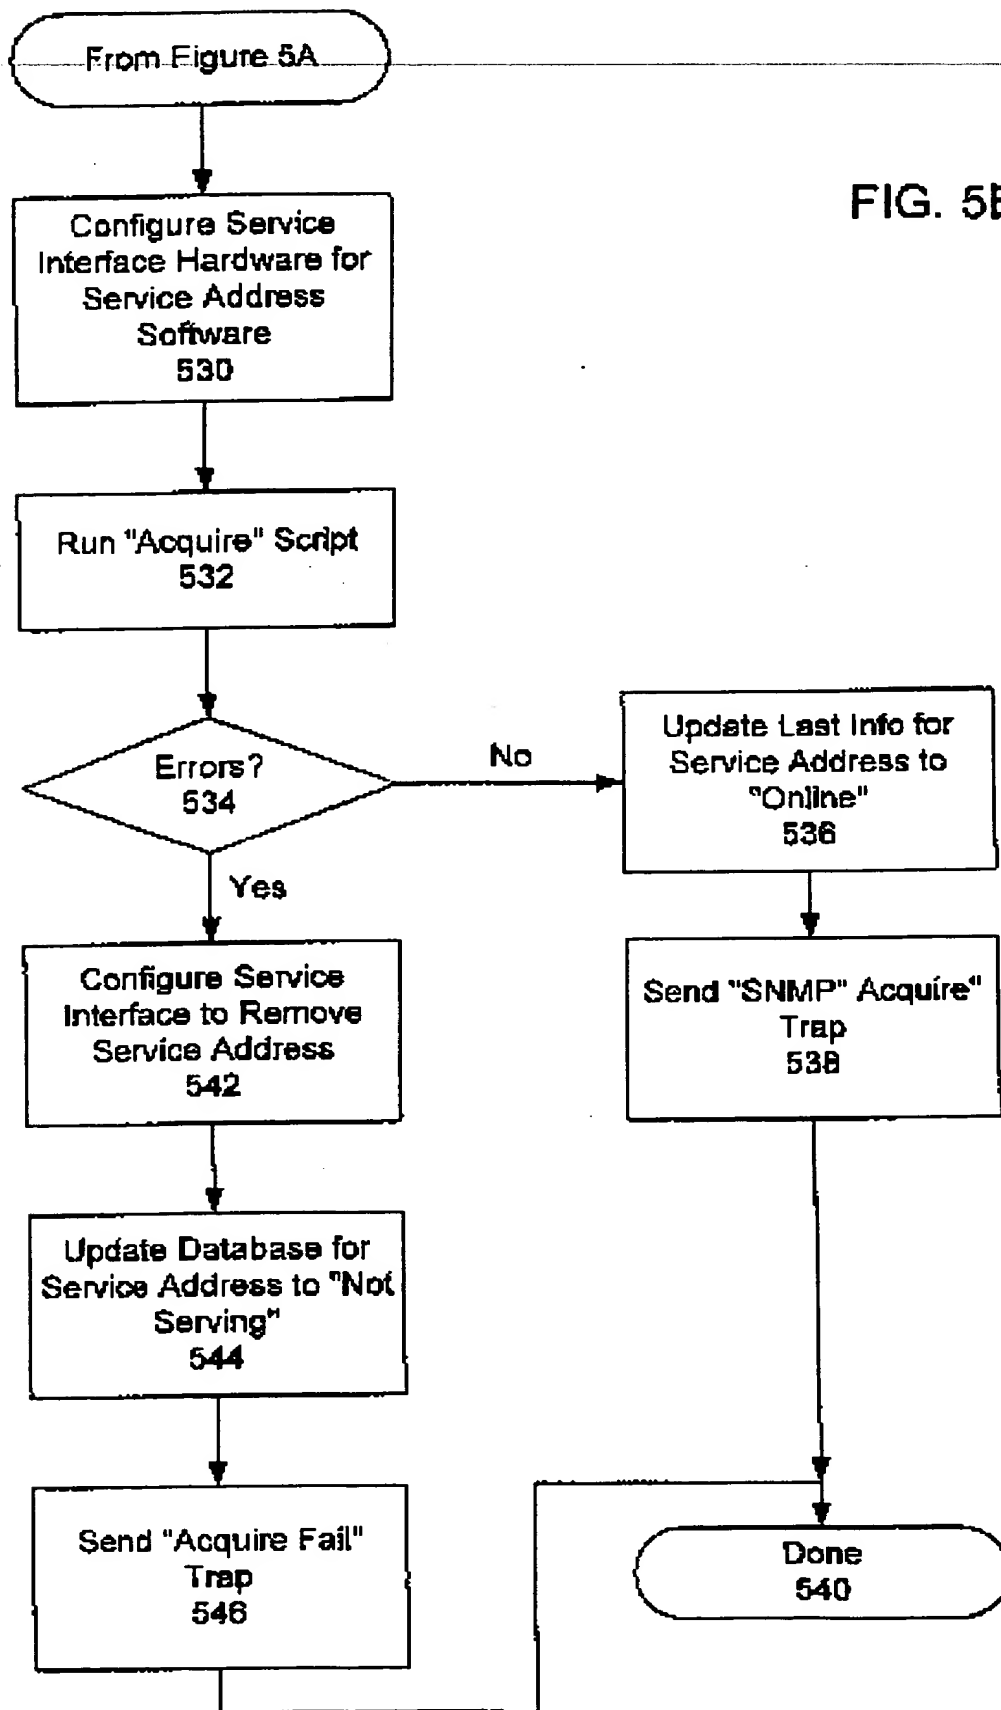 From Figure 5A
FIG. 5B
Configure Service
Interface Hardware for
Service Address
Software
530
Run "Acquire" Script
532
Errors?
534
No
Yes
Update Last Info for
Service Address to
"Online"
536
Send "SNMP" Acquire"
Trap
538
Configure Service
Interface to Remove
Service Address
542
Update Database for
Service Address to "Not
Serving"
544
Send "Acquire Fail"
Trap
546
Done
540